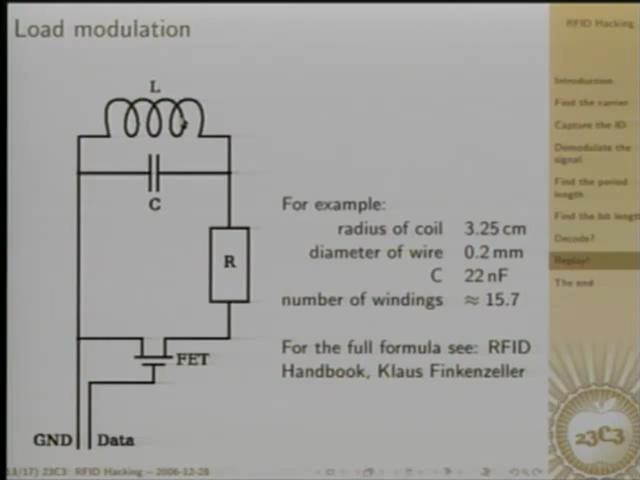 Load modulation
L
C
R
FET
GND
Data
For example:
radius of coil 3.25 cm
diameter of wire 0.2 mm
C 22 nF
number of windings ≈ 15.7
For the full formula see: RFID
Handbook, Klaus Finkenzeller
RFID Hacking
Introduction
Find the carrier
Capture the ID
Demodulate the
signal
Find the period
length
Find the bit length
Decode?
Replay!
The end
23C3
13/17) 23C3: RFID Hacking – 2006-12-28